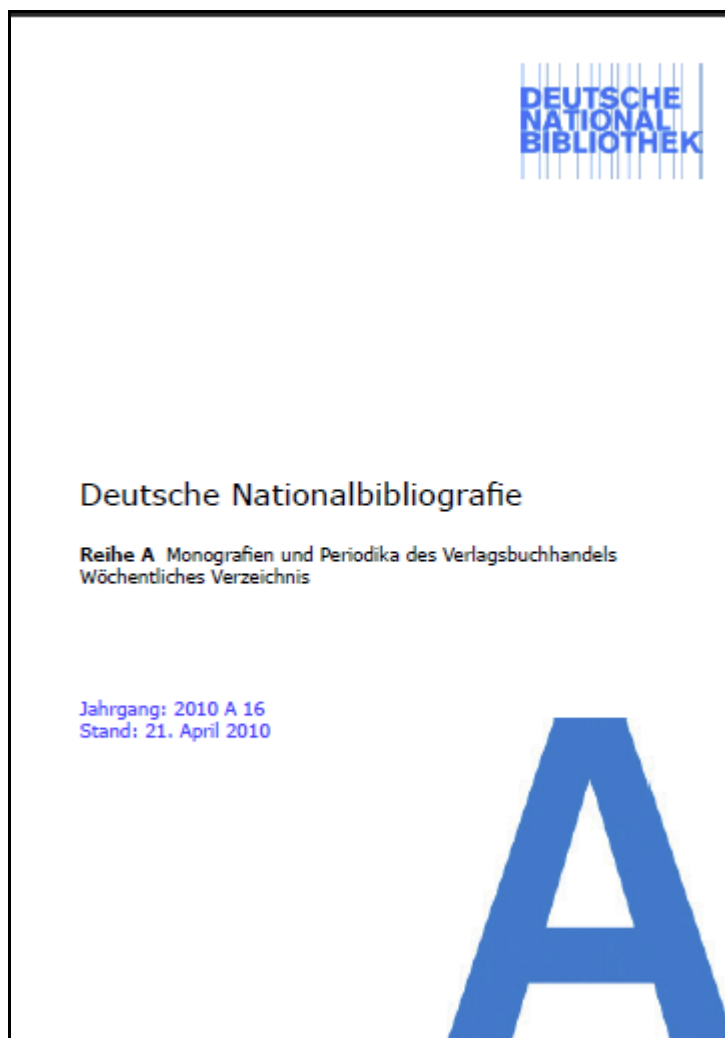 DEUTSCHE
NATIONAL
BIBLIOTHEK
Deutsche Nationalbibliografie
Reihe A Monografien und Periodika des Verlagsbuchhandels
Wöchentliches Verzeichnis
Jahrgang: 2010 A 16
Stand: 21. April 2010
A